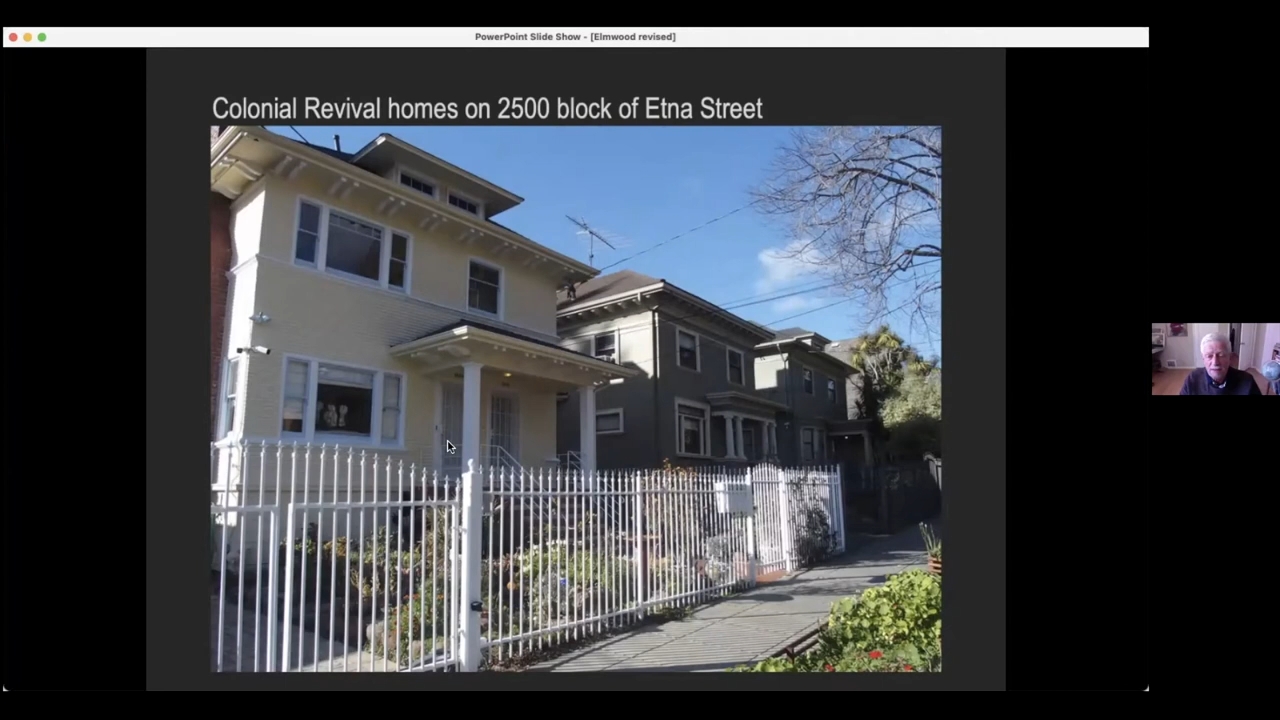 PowerPoint Slide Show - [Elmwood revised]
Colonial Revival homes on 2500 block of Etna Street